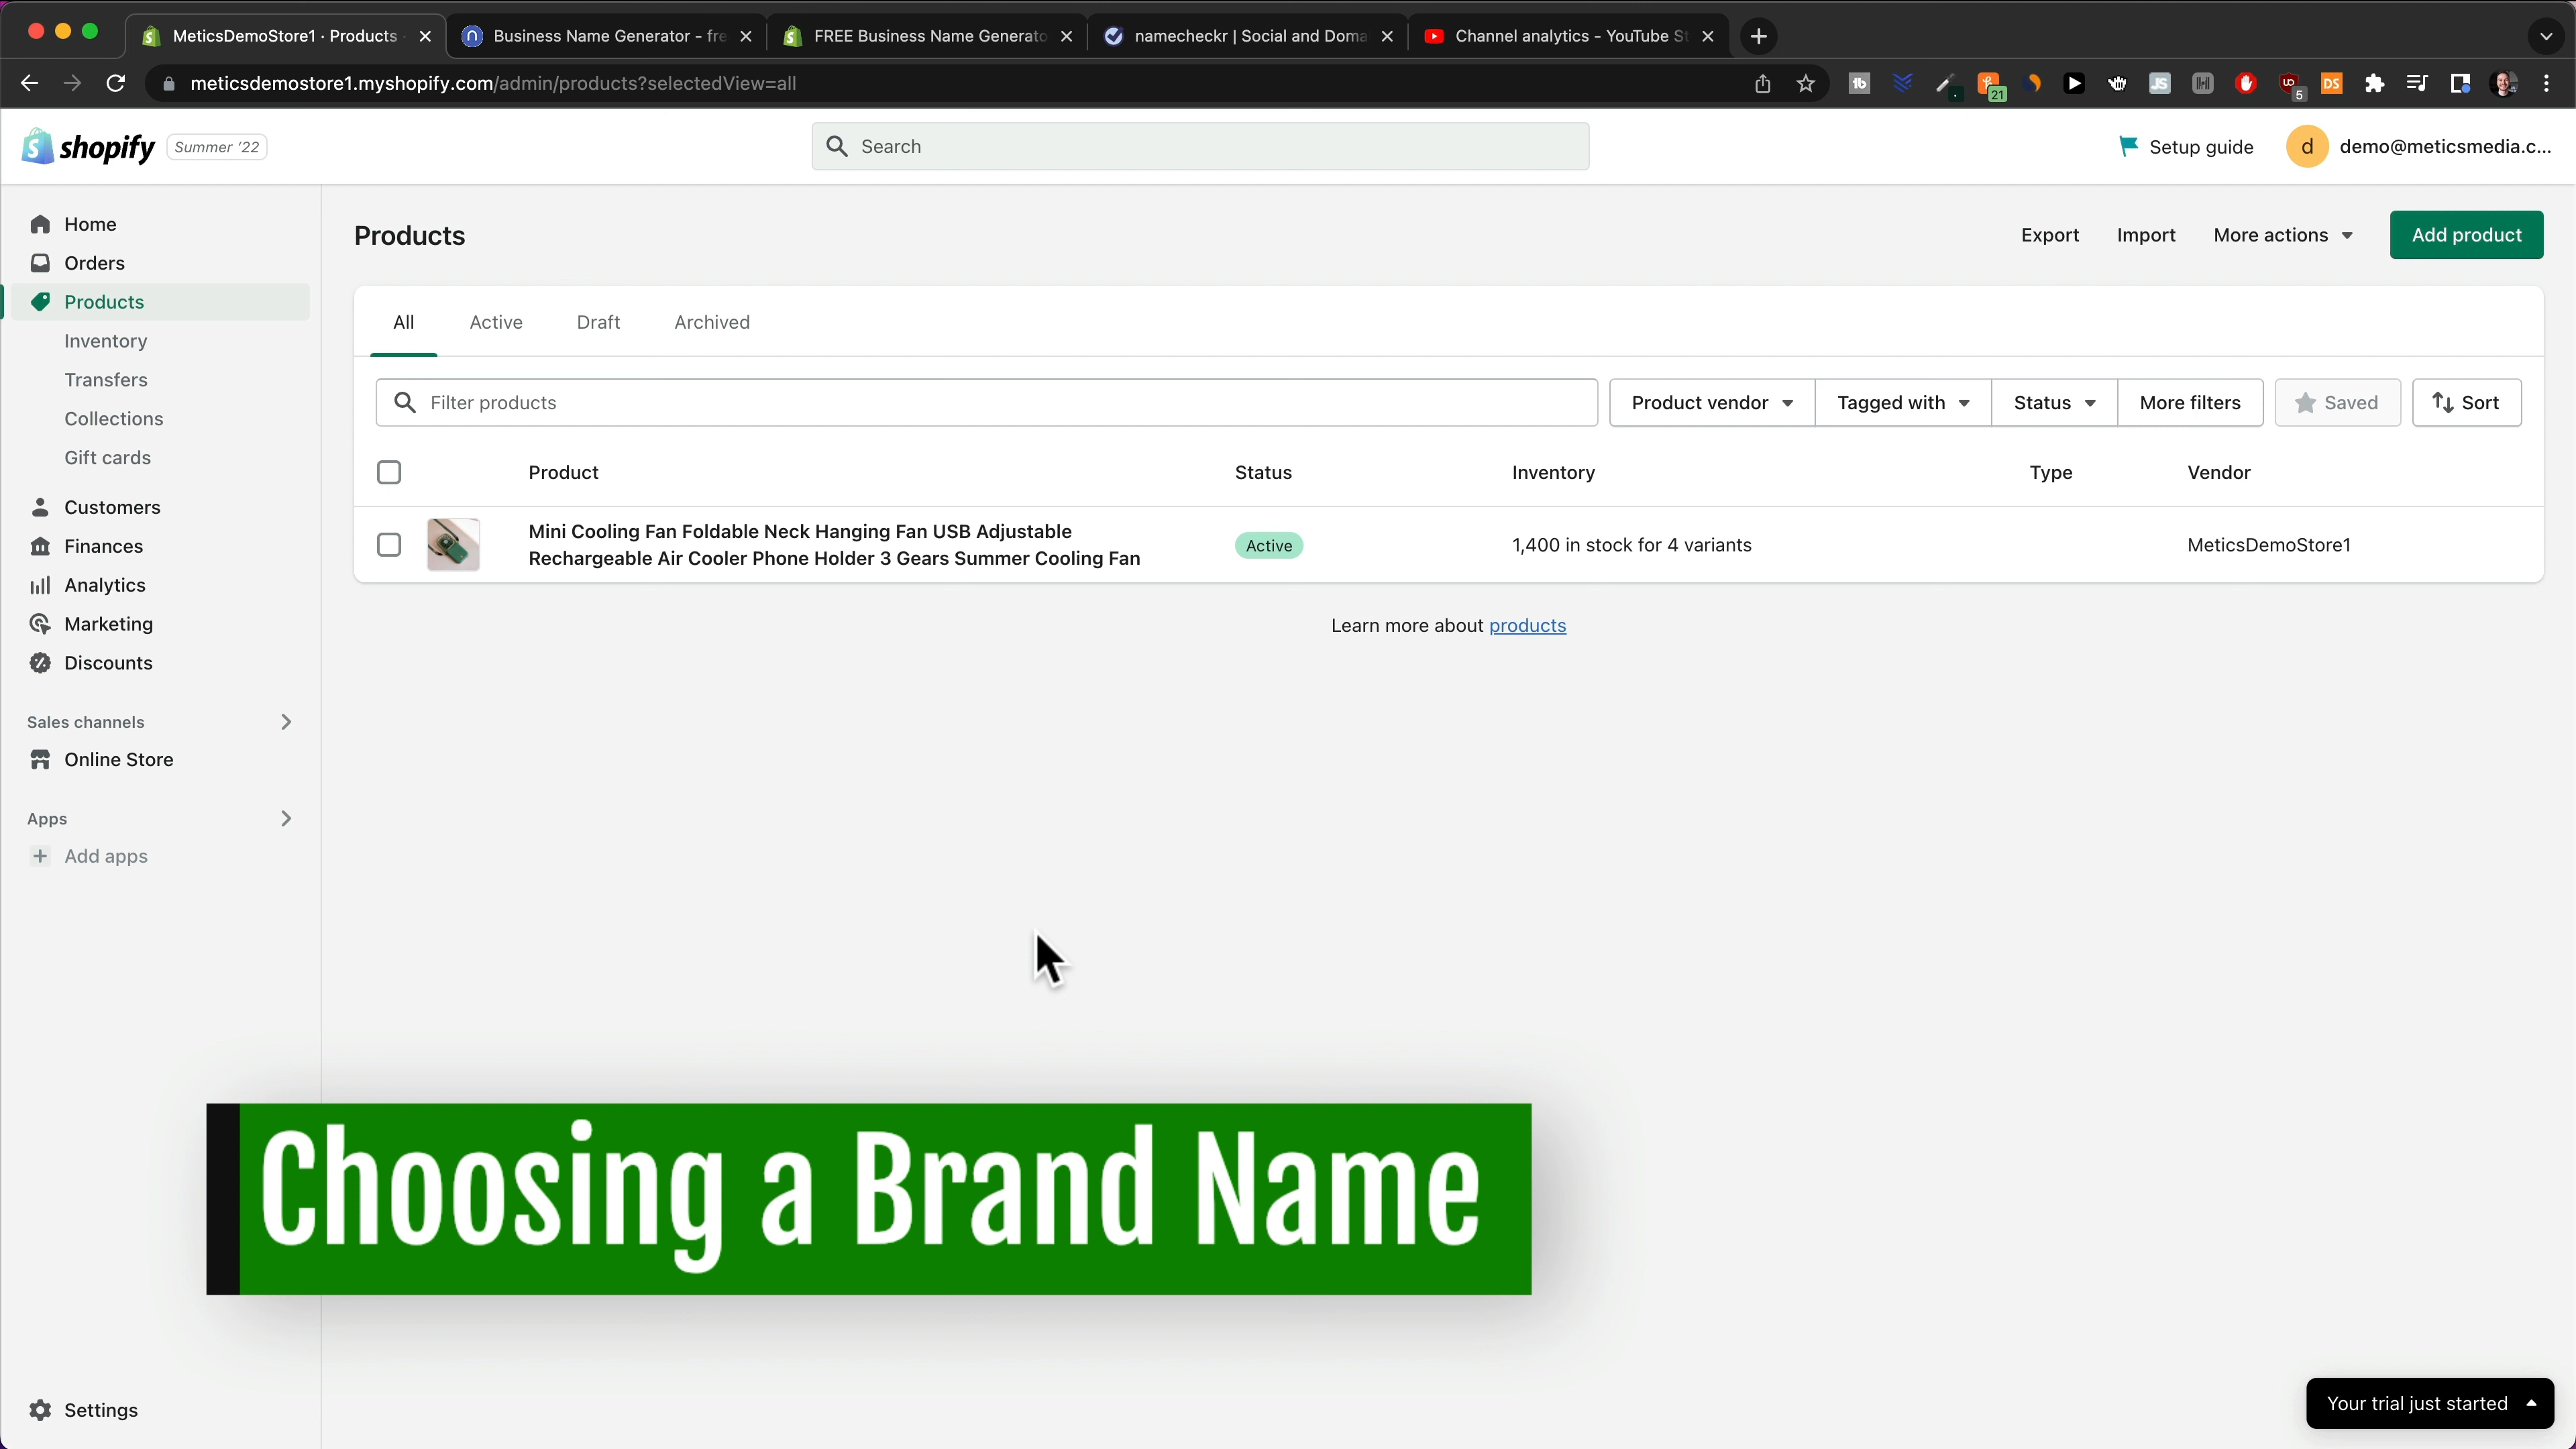 MeticsDemoStore1 · Products
Business Name Generator - fre
FREE Business Name Generato
namecheckr | Social and Doma
Channel analytics - YouTube St
meticsdemostore1.myshopify.com/admin/products?selectedView=all
21
5
DS
shopify
Summer '22
Search
Setup guide
d
demo@meticsmedia.c...
Home
Orders
Products
Inventory
Transfers
Collections
Gift cards
Customers
Finances
Analytics
Marketing
Discounts
Sales channels
Online Store
Apps
Add apps
Settings
Products
Export
Import
More actions
Add product
All
Active
Draft
Archived
Filter products
Product vendor
Tagged with
Status
More filters
Saved
Sort
Product
Status
Inventory
Type
Vendor
Mini Cooling Fan Foldable Neck Hanging Fan USB Adjustable
Rechargeable Air Cooler Phone Holder 3 Gears Summer Cooling Fan
Active
1,400 in stock for 4 variants
MeticsDemoStore1
Learn more about products
Choosing a Brand Name
Your trial just started